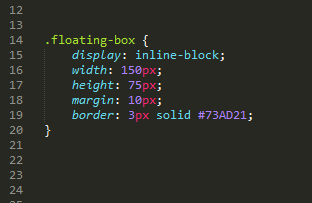 12
13
14 .floating-box {
15     display: inline-block;
16     width: 150px;
17     height: 75px;
18     margin: 10px;
19     border: 3px solid #73AD21;
20 }
21
22
23
24